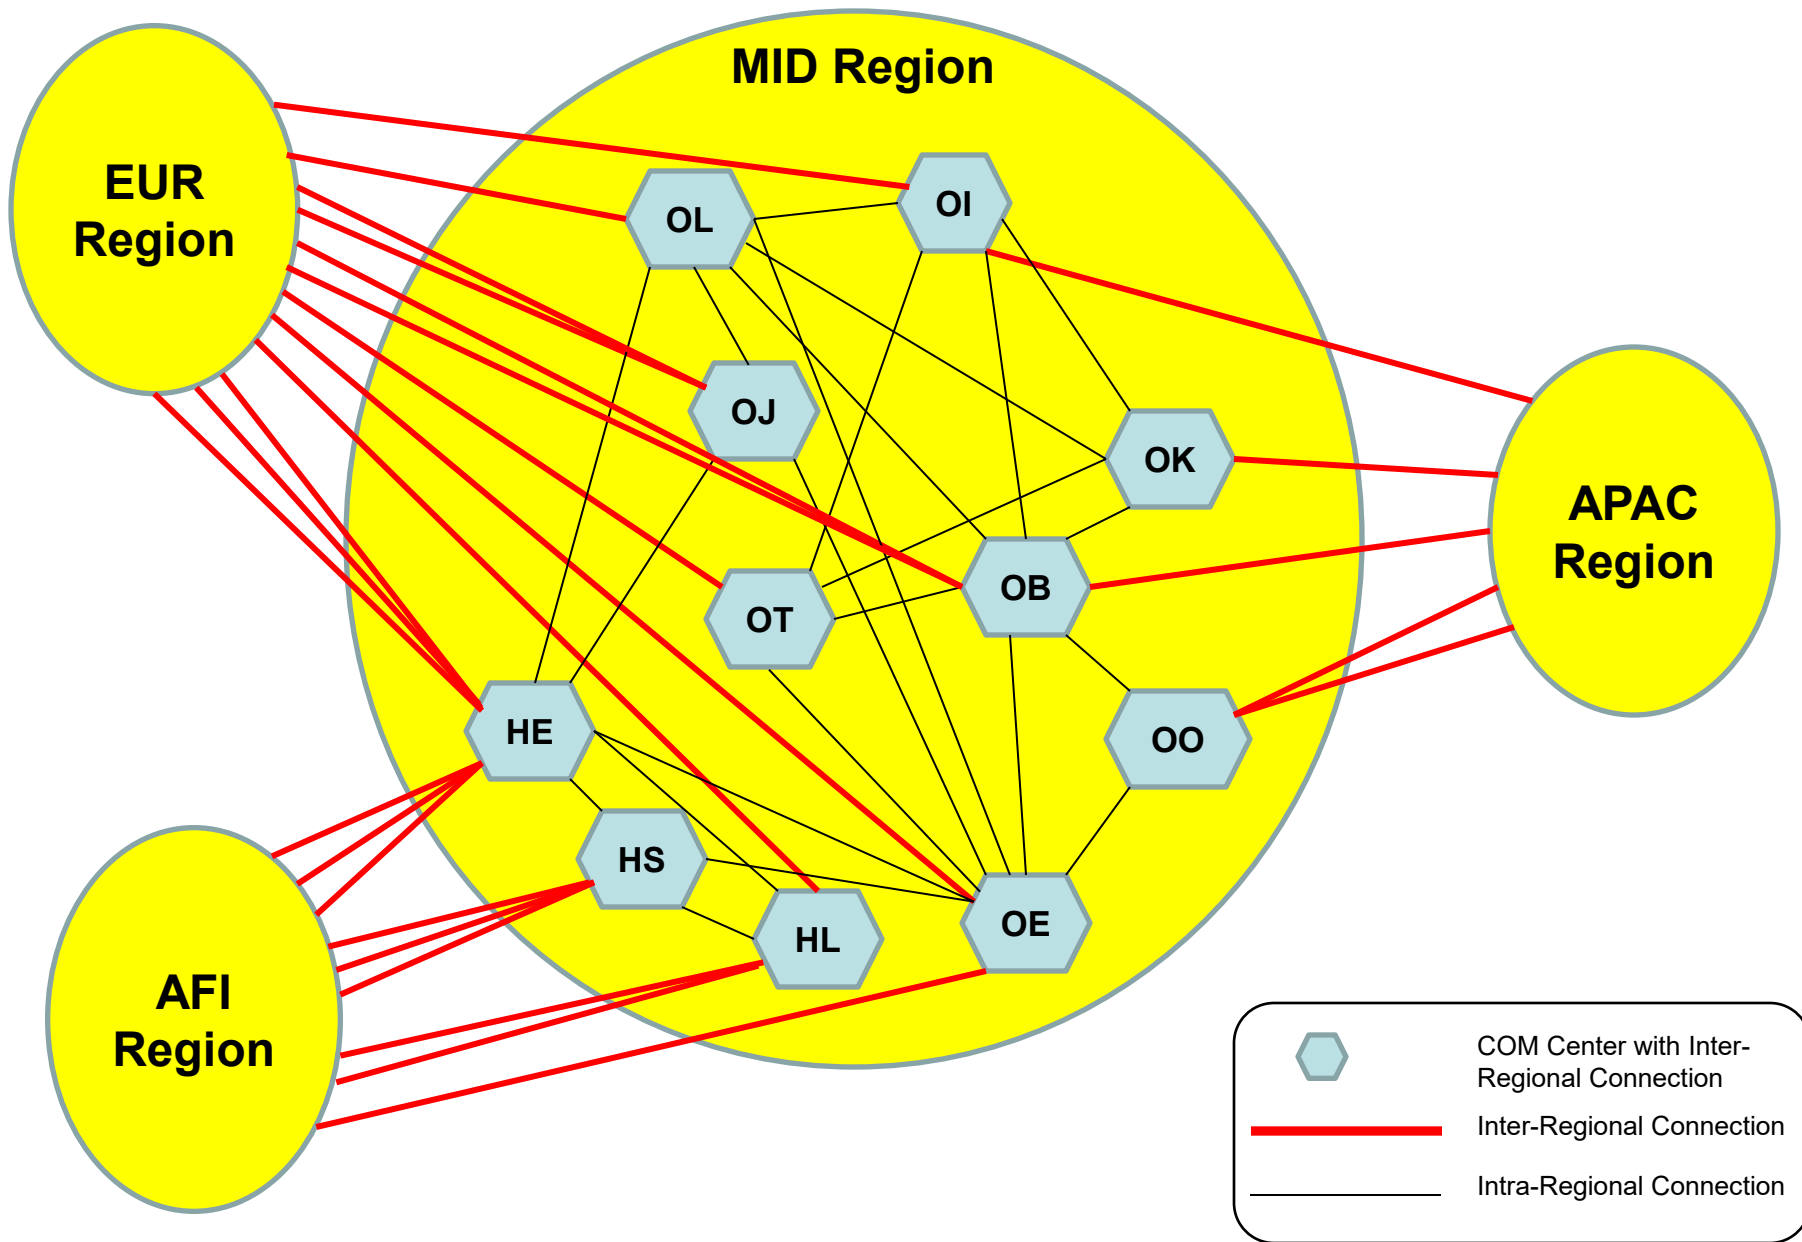 MID Region
EUR
Region
OL
OI
OJ
OK
APAC
Region
OT
OB
HE
OO
HS
HL
OE
AFI
Region
COM Center with Inter-
Regional Connection
Inter-Regional Connection
Intra-Regional Connection